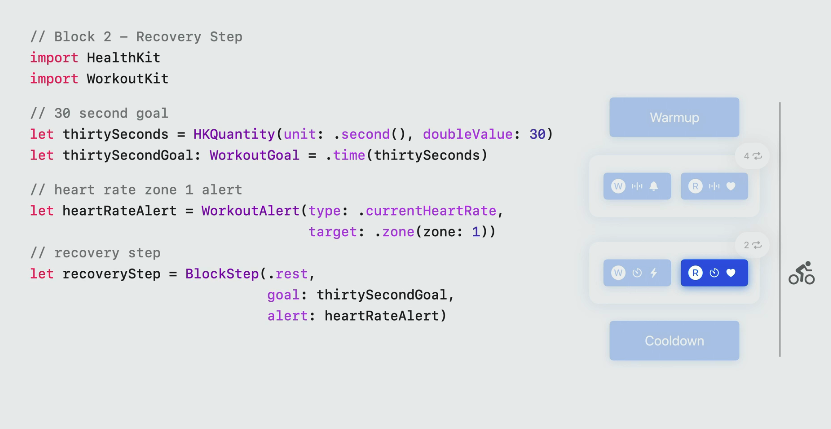 // Block 2 – Recovery Step
import HealthKit
import WorkoutKit
// 30 second goal
let thirtySeconds = HKQuantity(unit: .second(), doubleValue: 30)
let thirtySecondGoal: WorkoutGoal = .time(thirtySeconds)
// heart rate zone 1 alert
let heartRateAlert = WorkoutAlert(type: .currentHeartRate,
target: .zone(zone: 1))
// recovery step
let recoveryStep = BlockStep(.rest,
goal: thirtySecondGoal,
alert: heartRateAlert)
Warmup
4
W R
2
W R
Cooldown